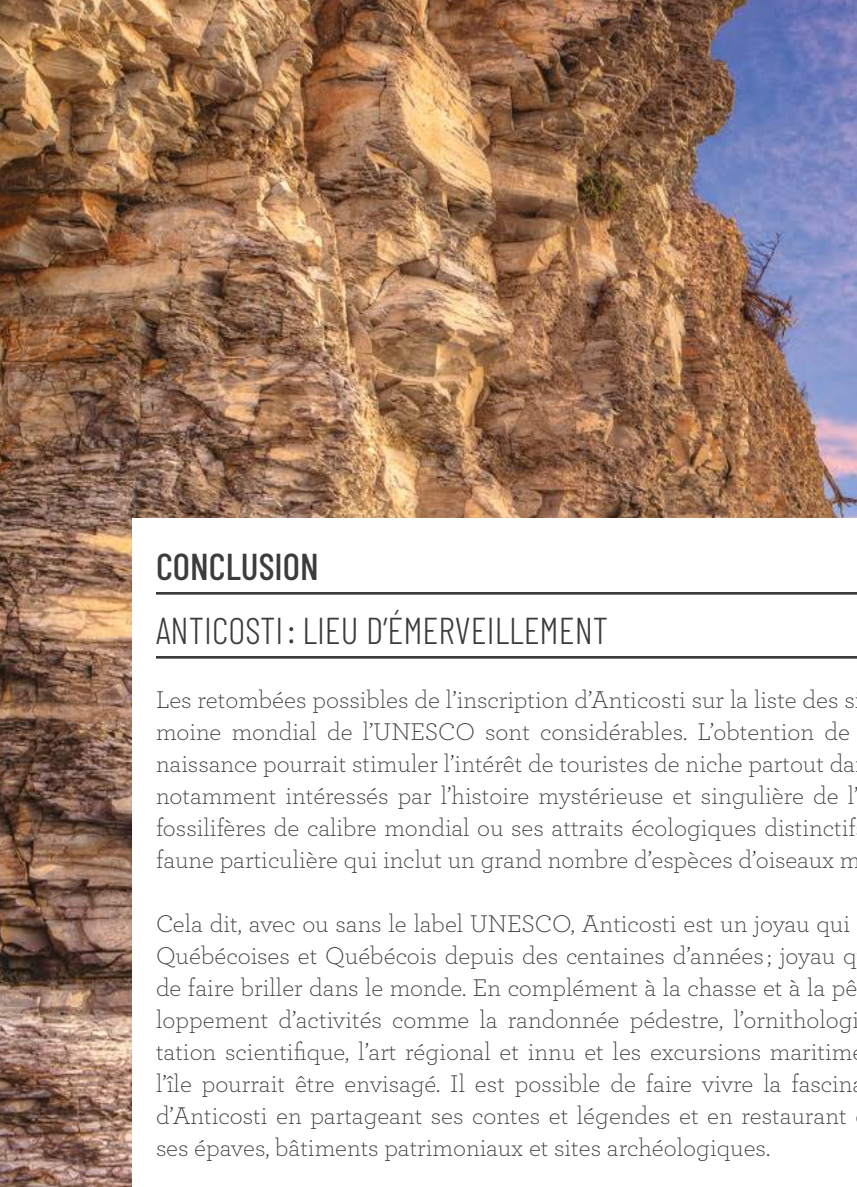 CONCLUSION
ANTICOSTI : LIEU D’ÉMERVEILLEMENT
Les retombées possibles de l’inscription d’Anticosti sur la liste des
moine mondial de l’UNESCO sont considérables. L’obtention de
naissance pourrait stimuler l’intérêt de touristes de niche partout
notamment intéressés par l’histoire mystérieuse et singulière de
fossilifères de calibre mondial ou ses attraits écologiques
faune particulière qui inclut un grand nombre d’espèces d’oiseaux
Cela dit, avec ou sans le label UNESCO, Anticosti est un joyau qui
Québécoises et Québécois depuis des centaines d’années ; joyau
de faire briller dans le monde. En complément à la chasse et à la
loppement d’activités comme la randonnée pédestre,
tation scientifique, l’art régional et innu et les excursions
l’île pourrait être envisagé. Il est possible de faire vivre la
d’Anticosti en partageant ses contes et légendes et en restaurant
ses épaves, bâtiments patrimoniaux et sites archéologiques.